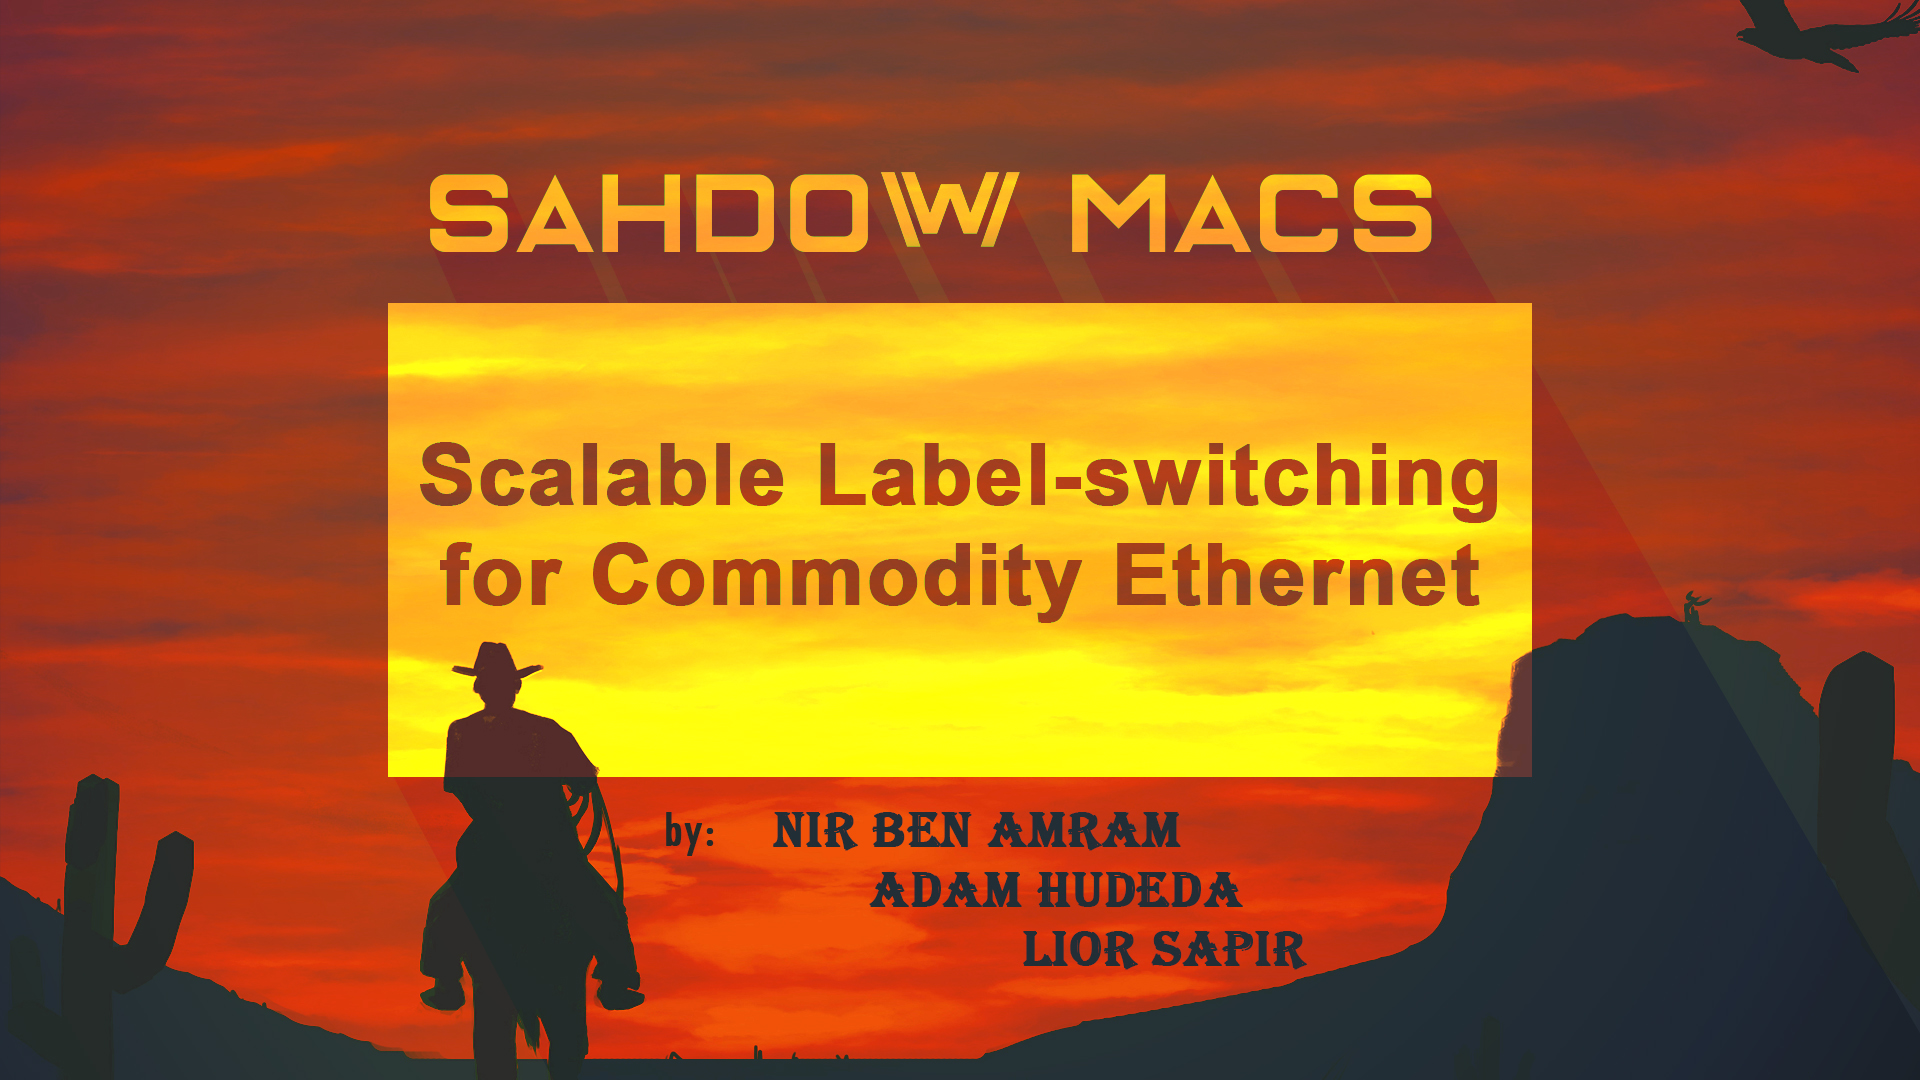 SAHDOW MACS
Scalable Label-switching
for Commodity Ethernet
by: NIR BEN AMRAM
ADAM HUDEDA
LIOR SAPIR